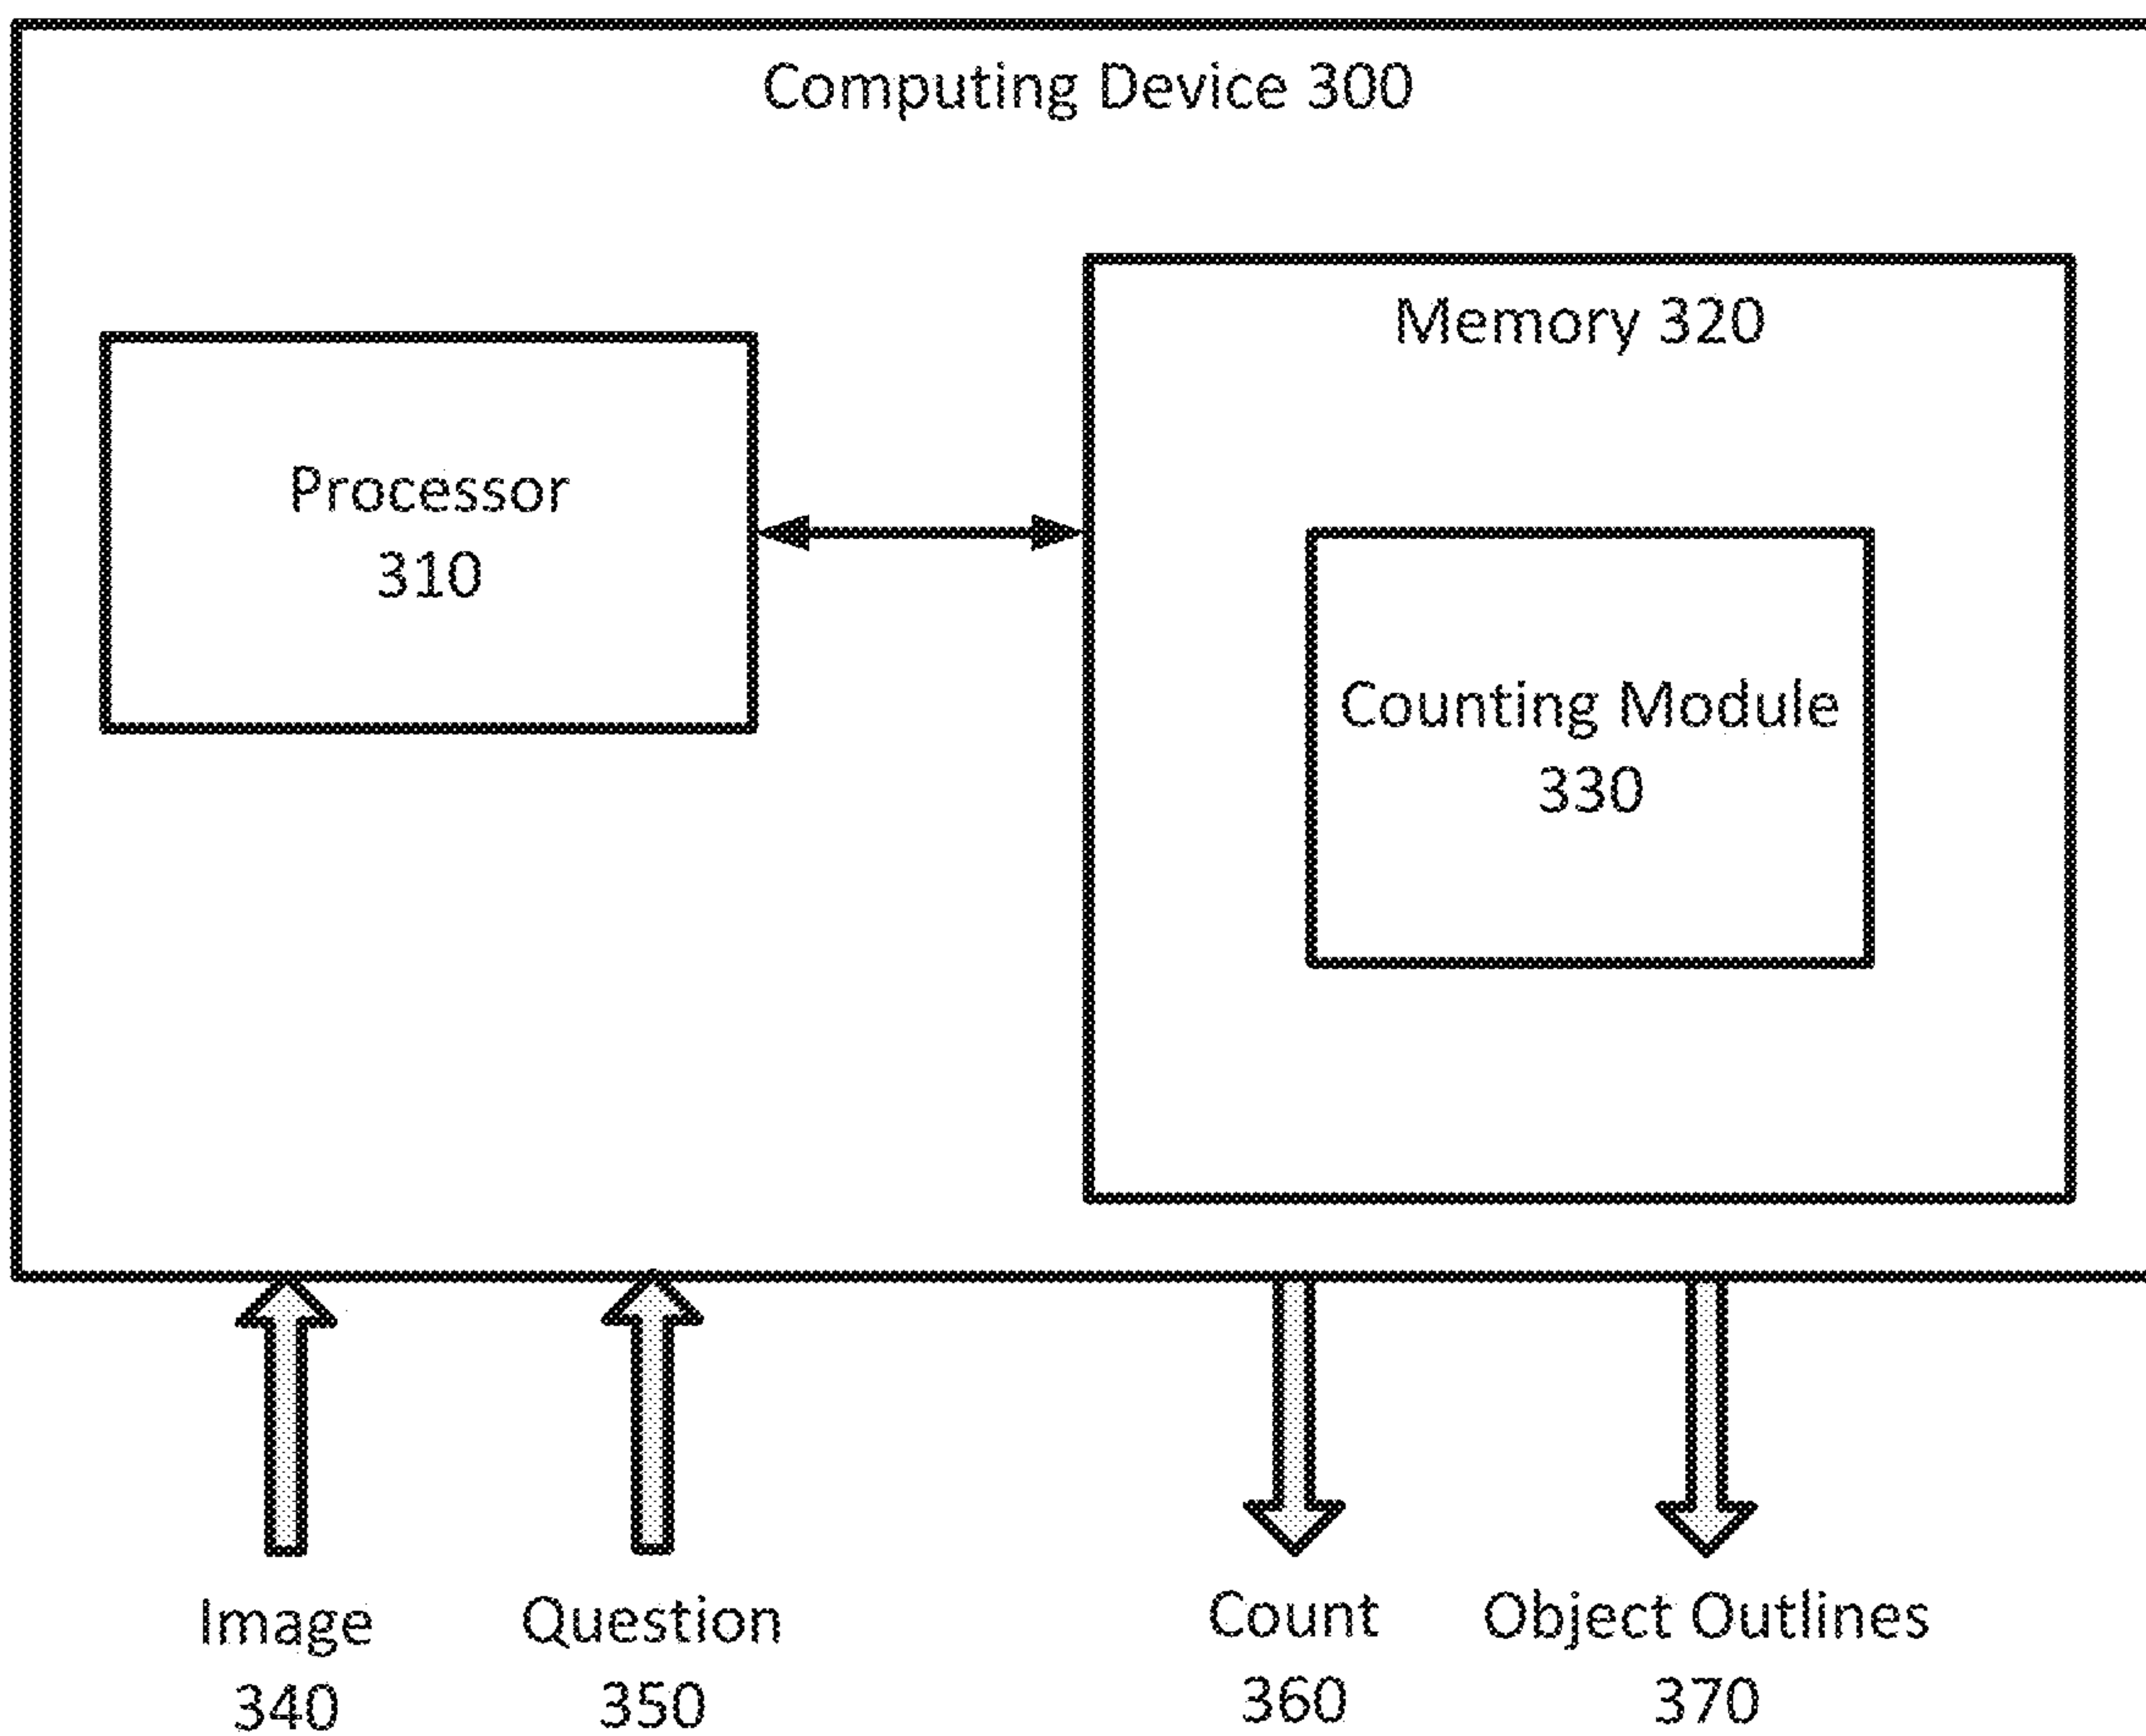 Computing Device 300
Memory 320
Processor
310
Counting Module
330
Image
340
Question
350
Count
360
Object Outlines
370